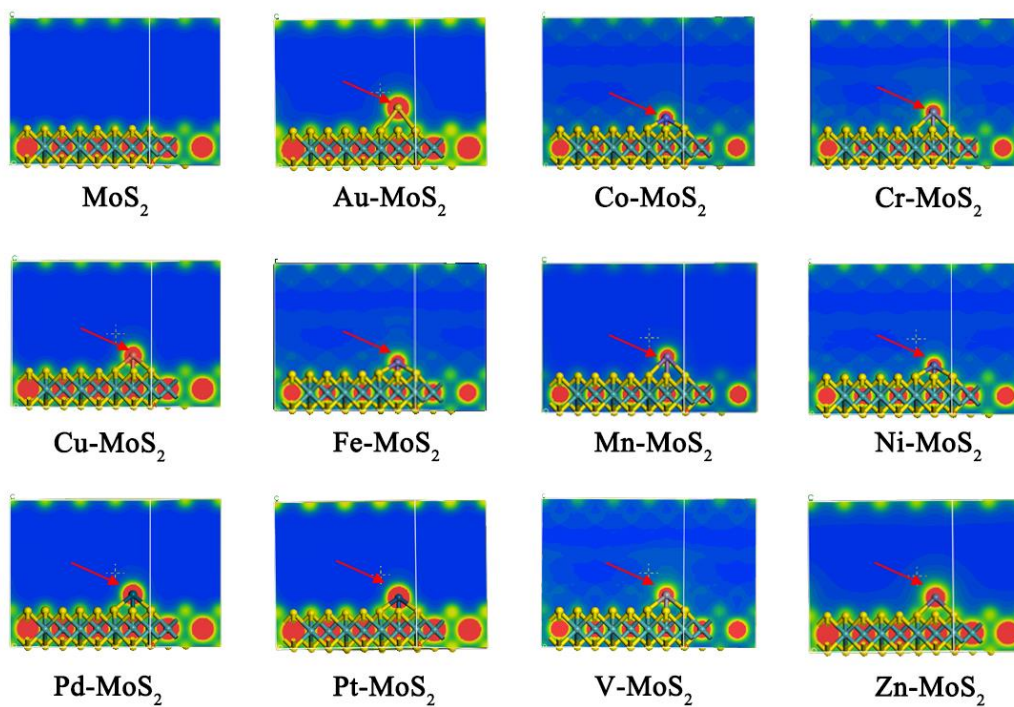 MoS₂
Au-MoS₂
Co-MoS₂
Cr-MoS₂
Cu-MoS₂
Fe-MoS₂
Mn-MoS₂
Ni-MoS₂
Pd-MoS₂
Pt-MoS₂
V-MoS₂
Zn-MoS₂